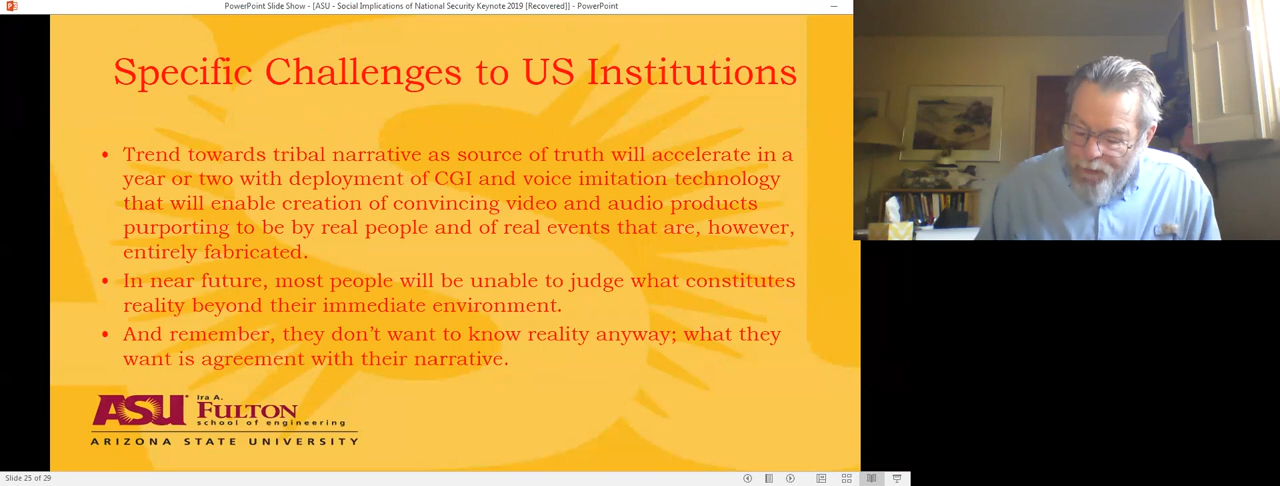 PowerPoint Slide Show - [ASU - Social Implications of National Security Keynote 2019 [Recovered]] - PowerPoint
Specific Challenges to US Institutions
• Trend towards tribal narrative as source of truth will accelerate in a
year or two with deployment of CGI and voice imitation technology
that will enable creation of convincing video and audio products
purporting to be by real people and of real events that are, however,
entirely fabricated.
• In near future, most people will be unable to judge what constitutes
reality beyond their immediate environment.
• And remember, they don't want to know reality anyway; what they
want is agreement with their narrative.
ASU
Ira A.
FULTON
school of engineering
ARIZONA STATE UNIVERSITY
Slide 25 of 29